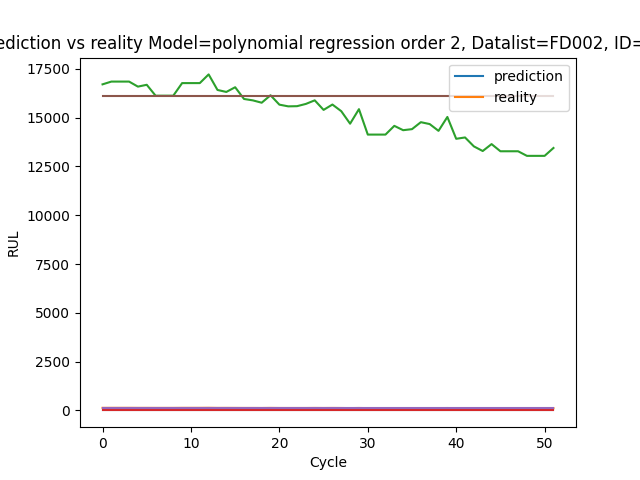 ediction vs reality Model=polynomial regression order 2, Datalist=FD002, ID=
17500
15000
12500
10000
7500
5000
2500
0
RUL
prediction
reality
0 10 20 30 40 50
Cycle